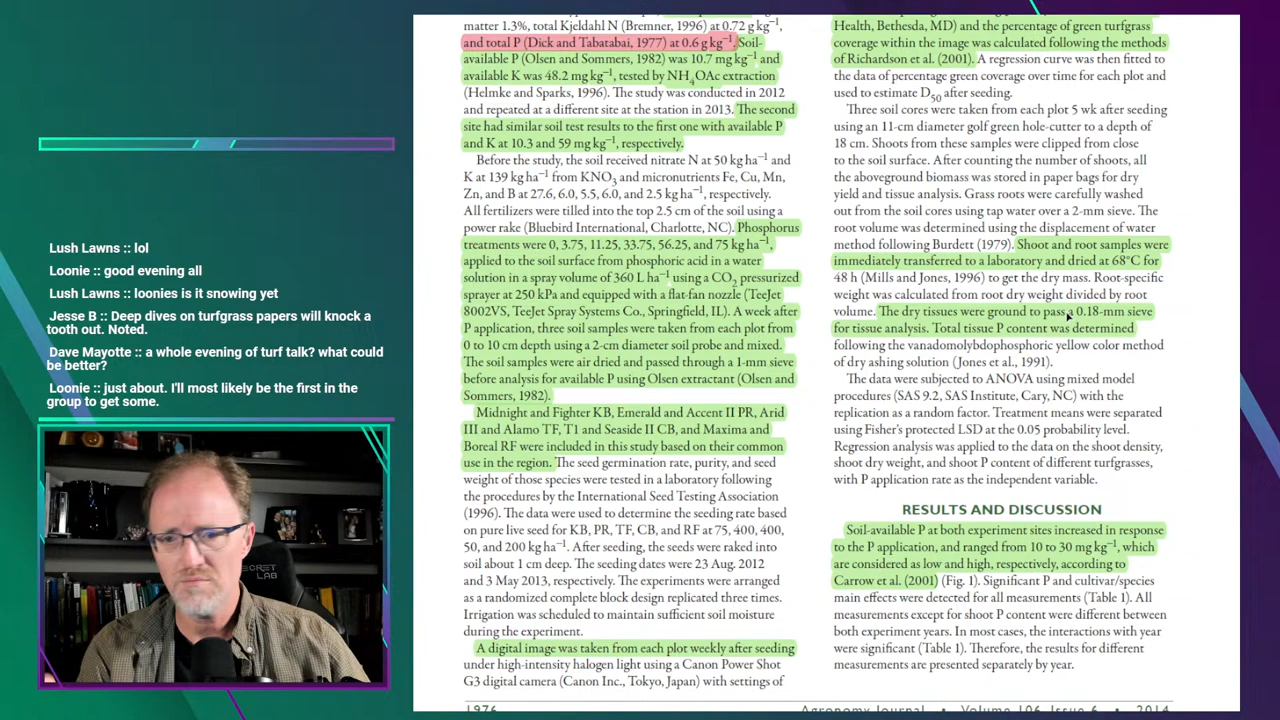 Lush Lawns :: lol
Loonie :: good evening all
Lush Lawns :: loonies is it snowing yet
Jesse B :: Deep dives on turfgrass papers will knock a
tooth out. Noted.
Dave Mayotte :: a whole evening of turf talk? what could
be better?
Loonie :: just about. I'll most likely be the first in the
group to get some.
matter 1.3%, total Kjeldahl N (Bremner, 1996) at 0.72 g kg⁻¹,
and total P (Dick and Tabatabai, 1977) at 0.6 g kg⁻¹. Soil-
available P (Olsen and Sommers, 1982) was 10.7 mg kg⁻¹ and
available K was 48.2 mg kg⁻¹, tested by NH₄OAc extraction
(Helmke and Sparks, 1996). The study was conducted in 2012
and repeated at a different site at the station in 2013. The second
site had similar soil test results to the first one with available P
and K at 10.3 and 59 mg kg⁻¹, respectively.
Before the study, the soil received nitrate N at 50 kg ha⁻¹ and
K at 139 kg ha⁻¹ from KNO₃ and micronutrients Fe, Cu, Mn,
Zn, and B at 27.6, 6.0, 5.5, 6.0, and 2.5 kg ha⁻¹, respectively.
All fertilizers were tilled into the top 2.5 cm of the soil using a
power rake (Bluebird International, Charlotte, NC). Phosphorus
treatments were 0, 3.75, 11.25, 33.75, 56.25, and 75 kg ha⁻¹,
applied to the soil surface from phosphoric acid in a water
solution in a spray volume of 360 L ha⁻¹ using a CO₂ pressurized
sprayer at 250 kPa and equipped with a flat-fan nozzle (TeeJet
8002VS, TeeJet Spray Systems Co., Springfield, IL). A week after
P application, three soil samples were taken from each plot from
0 to 10 cm depth using a 2-cm diameter soil probe and mixed.
The soil samples were air dried and passed through a 1-mm sieve
before analysis for available P using Olsen extractant (Olsen and
Sommers, 1982).
Midnight and Fighter KB, Emerald and Accent II PR, Arid
III and Alamo TF, T1 and Seaside II CB, and Maxima and
Boreal RF were included in this study based on their common
use in the region. The seed germination rate, purity, and seed
weight of those species were tested in a laboratory following
the procedures by the International Seed Testing Association
(1996). The data were used to determine the seeding rate based
on pure live seed for KB, PR, TF, CB, and RF at 75, 400, 400,
50, and 200 kg ha⁻¹. After seeding, the seeds were raked into
soil about 1 cm deep. The seeding dates were 23 Aug. 2012
and 3 May 2013, respectively. The experiments were arranged
as a randomized complete block design replicated three times.
Irrigation was scheduled to maintain sufficient soil moisture
during the experiment.
A digital image was taken from each plot weekly after seeding
under high-intensity halogen light using a Canon Power Shot
G3 digital camera (Canon Inc., Tokyo, Japan) with settings of
Health, Bethesda, MD) and the percentage of green turfgrass
coverage within the image was calculated following the methods
of Richardson et al. (2001). A regression curve was then fitted to
the data of percentage green coverage over time for each plot and
used to estimate D₅₀ after seeding.
Three soil cores were taken from each plot 5 wk after seeding
using an 11-cm diameter golf green hole-cutter to a depth of
18 cm. Shoots from these samples were clipped from close
to the soil surface. After counting the number of shoots, all
the aboveground biomass was stored in paper bags for dry
yield and tissue analysis. Grass roots were carefully washed
out from the soil cores using tap water over a 2-mm sieve. The
root volume was determined using the displacement of water
method following Burdett (1979). Shoot and root samples were
immediately transferred to a laboratory and dried at 68°C for
48 h (Mills and Jones, 1996) to get the dry mass. Root-specific
weight was calculated from root dry weight divided by root
volume. The dry tissues were ground to pass a 0.18-mm sieve
for tissue analysis. Total tissue P content was determined
following the vanadomolybdophosphoric yellow color method
of dry ashing solution (Jones et al., 1991).
The data were subjected to ANOVA using mixed model
procedures (SAS 9.2, SAS Institute, Cary, NC) with the
replication as a random factor. Treatment means were separated
using Fisher's protected LSD at the 0.05 probability level.
Regression analysis was applied to the data on the shoot density,
shoot dry weight, and shoot P content of different turfgrasses,
with P application rate as the independent variable.
RESULTS AND DISCUSSION
Soil-available P at both experiment sites increased in response
to the P application, and ranged from 10 to 30 mg kg⁻¹, which
are considered as low and high, respectively, according to
Carrow et al. (2001) (Fig. 1). Significant P and cultivar/species
main effects were detected for all measurements (Table 1). All
measurements except for shoot P content were different between
both experiment years. In most cases, the interactions with year
were significant (Table 1). Therefore, the results for different
measurements are presented separately by year.
1976
Agronomy Journal • Volume 106, Issue 6 • 2014